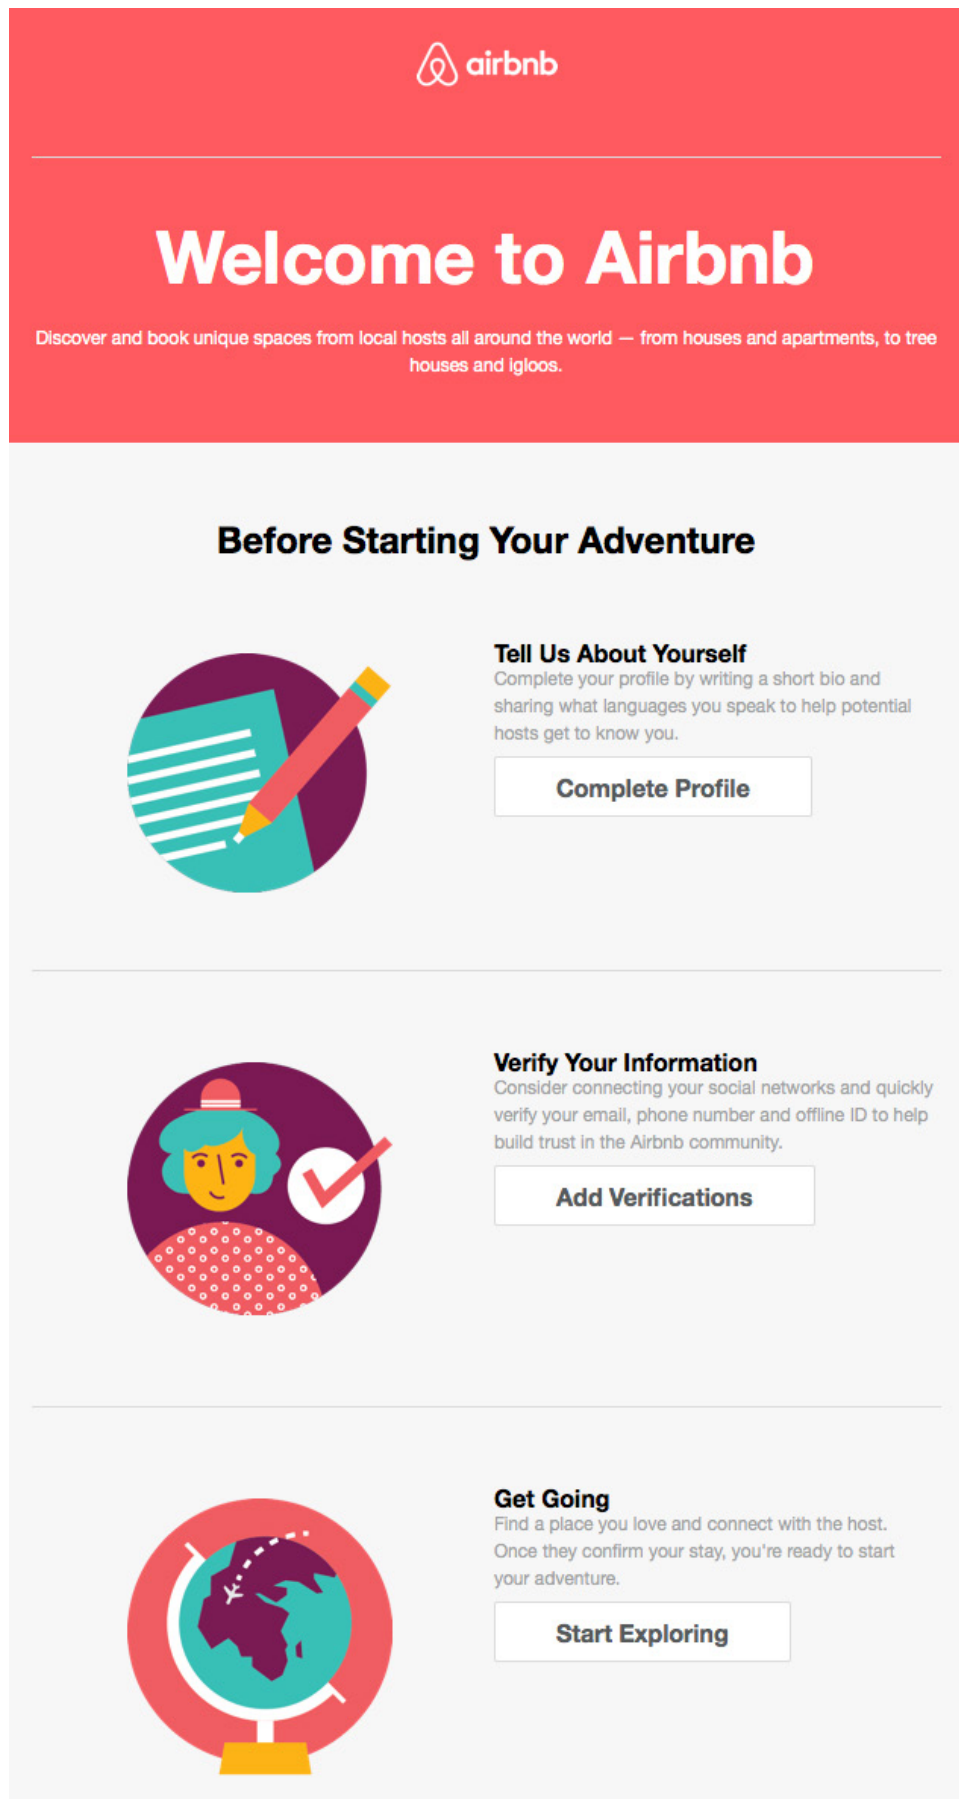 airbnb
Welcome to Airbnb
Discover and book unique spaces from local hosts all around the world — from houses and apartments, to tree
houses and igloos.
Before Starting Your Adventure
Tell Us About Yourself
Complete your profile by writing a short bio and
sharing what languages you speak to help potential
hosts get to know you.
Complete Profile
Verify Your Information
Consider connecting your social networks and quickly
verify your email, phone number and offline ID to help
build trust in the Airbnb community.
Add Verifications
Get Going
Find a place you love and connect with the host.
Once they confirm your stay, you're ready to start
your adventure.
Start Exploring